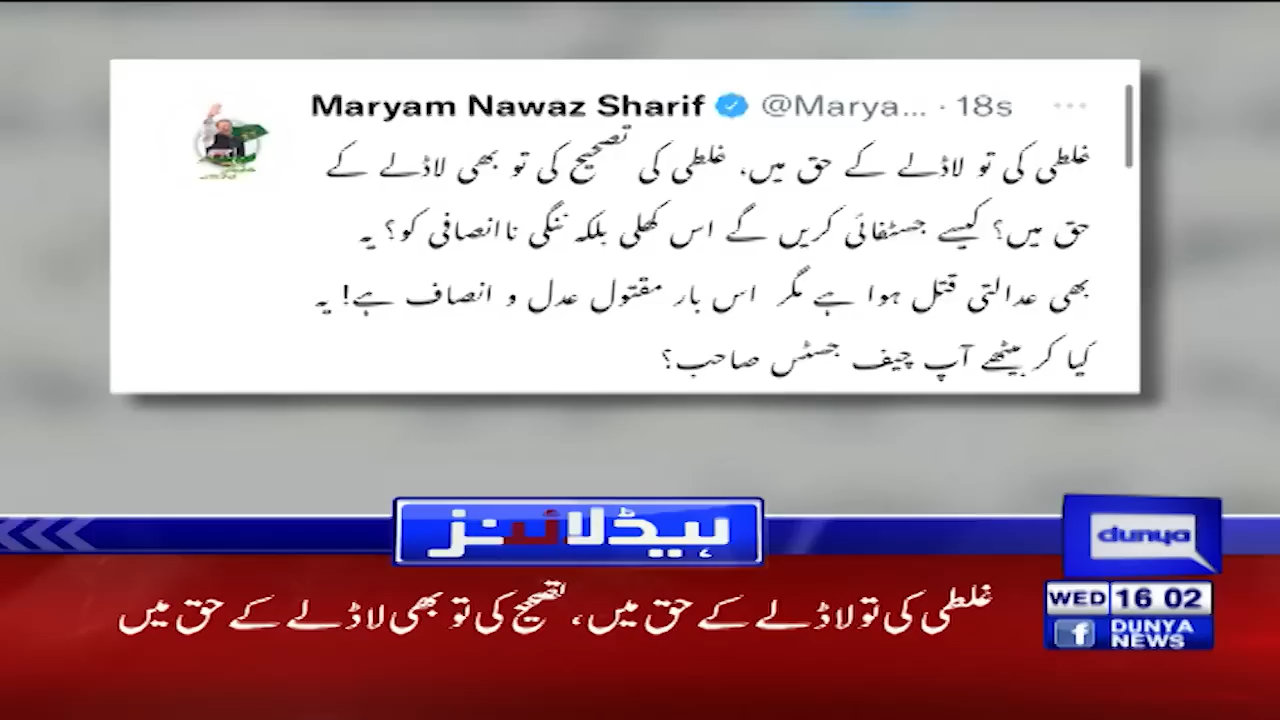 Maryam Nawaz Sharif @Marya... · 18s ...
غلطی کی تو لاڈلے کے حق میں، غلطی کی تصحیح کی تو بھی لاڈلے کے
حق میں؟ کیسے جسٹفائی کریں گے اس کھلی بلکہ ننگی ناانصافی کو؟ یہ
بھی عدالتی قتل ہوا ہے مگر اس بار مقتول عدل و انصاف ہے! یہ
کیا کر بیٹھے آپ چیف جسٹس صاحب؟
ہیڈلائنز
dunya
غلطی کی تو لاڈلے کے حق میں، تصحیح کی تو بھی لاڈلے کے حق میں
WED 16 02
f DUNYA
NEWS